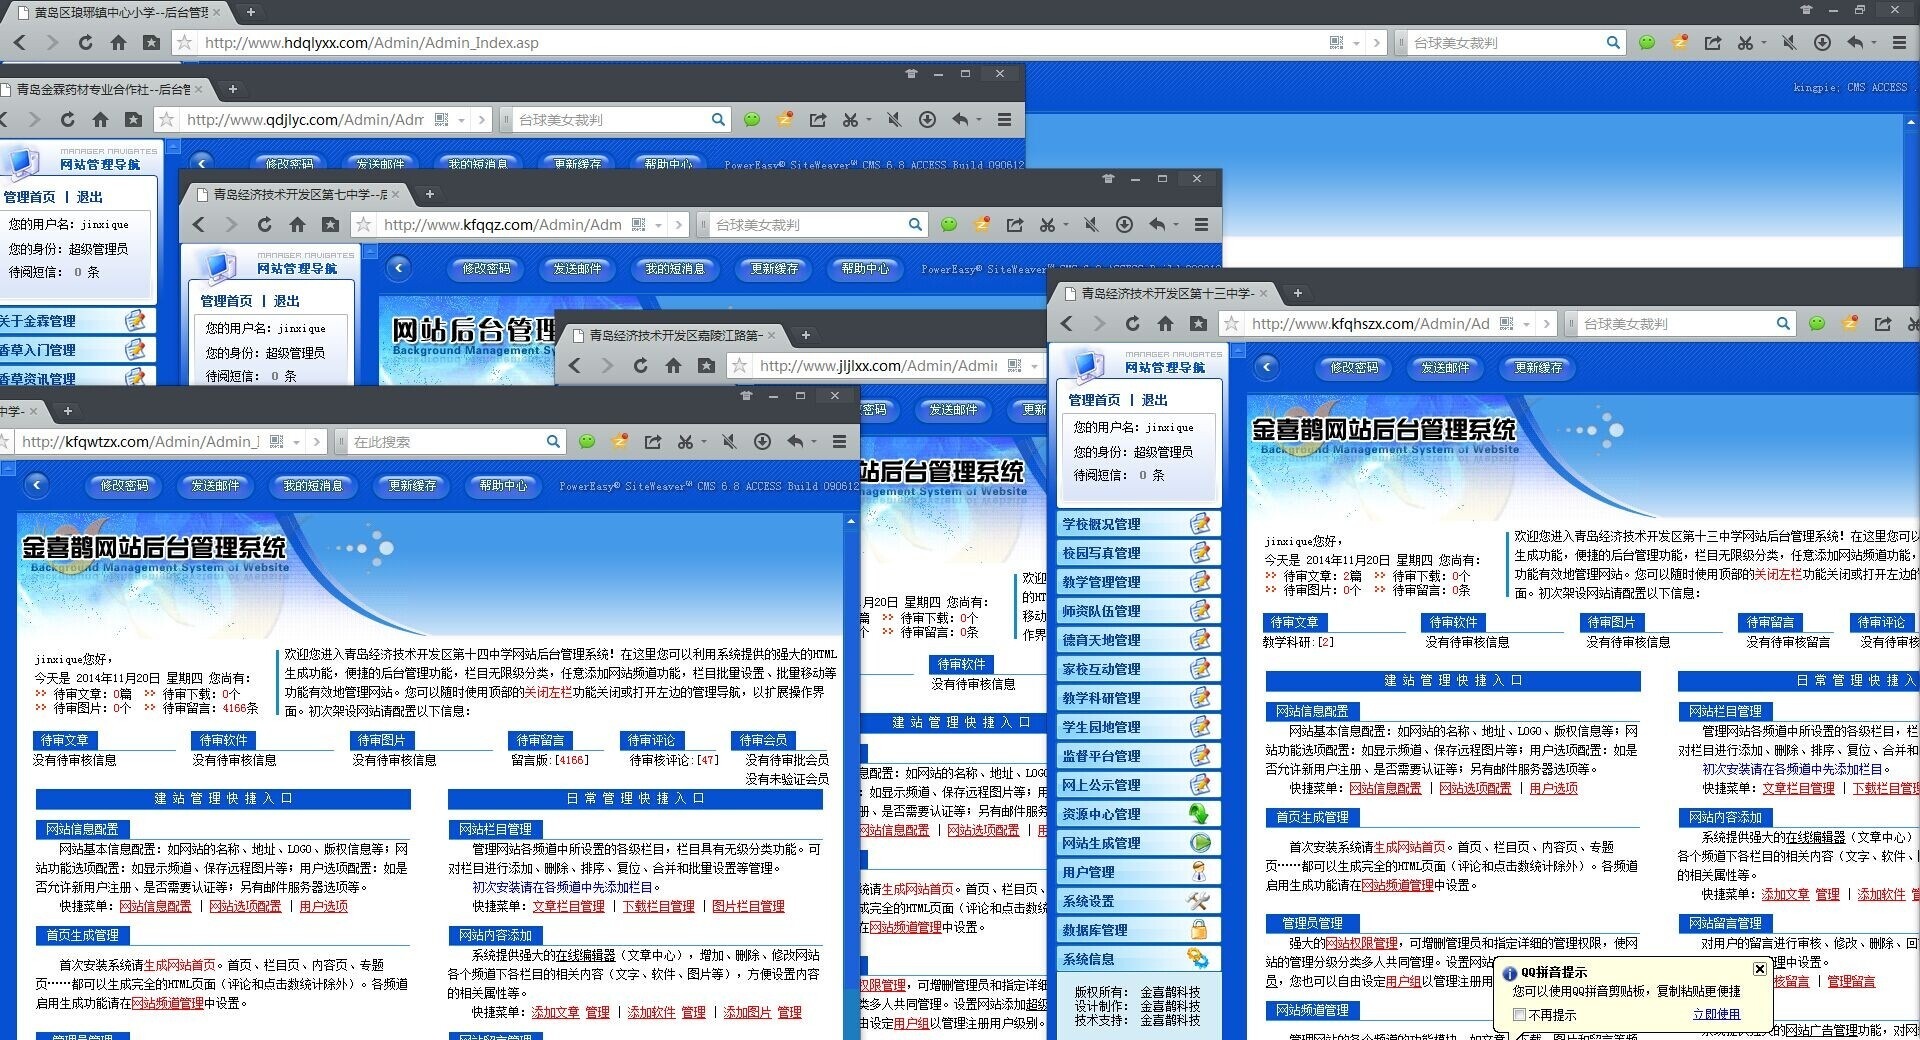 黄岛区琅琊镇中心小学--后台管理
http://www.hdqlyxx.com/Admin/Admin_Index.asp
台球美女裁判
kingpie; CMS ACCESS
青岛金霖药材专业合作社--后台管
http://www.qdjlyc.com/Admin/Adm
台球美女裁判
MANAGER NAVIGATES
网站管理导航
修改密码
发送邮件
我的短消息
更新缓存
帮助中心
PowerEasy® SiteWeaver™ CMS 6.8 ACCESS Build 090612
管理首页 | 退出
您的用户名：jinxique
您的身份：超级管理员
待阅短信： 0 条
关于金霖管理
香草入门管理
香草资讯管理
青岛经济技术开发区第七中学--后
http://www.kfqqz.com/Admin/Adm
台球美女裁判
MANAGER NAVIGATES
网站管理导航
修改密码
发送邮件
我的短消息
更新缓存
帮助中心
PowerEasy® SiteWeaver
管理首页 | 退出
您的用户名：jinxique
您的身份：超级管理员
待阅短信： 0 条
网站后台管理
Background Management Sy
青岛经济技术开发区嘉陵江路第一
http://www.jljlxx.com/Admin/Admin
密码
发送邮件
更新
站后台管理系统
agement System of Website
月20日 星期四 您尚有：
篇 >> 待审下载：0个
个 >> 待审留言：0条
欢迎
的HT
移动
作界
待审软件
没有待审核信息
建站管理快捷入口
息配置：如网站的名称、地址、LOGO
：如显示频道、保存远程图片等；用
册、是否需要认证等；另有邮件服务
网站信息配置 | 网站选项配置 | 用
系统请生成网站首页。首页、栏目页、
成完全的HTML页面（评论和点击数统
在网站频道管理中设置。
权限管理，可增删管理员和指定详细
类多人共同管理。设置网站添加超级
由设定用户组以管理注册用户级别。
中学-
http://kfqwtzx.com/Admin/Admin_I
在此搜索
修改密码
发送邮件
我的短消息
更新缓存
帮助中心
PowerEasy® SiteWeaver™ CMS 6.8 ACCESS Build 090612
金喜鹊网站后台管理系统
Background Management System of Website
jinxique您好，
今天是 2014年11月20日 星期四 您尚有：
>> 待审文章：0篇 >> 待审下载：0个
>> 待审图片：0个 >> 待审留言：4166条
欢迎您进入青岛经济技术开发区第十四中学网站后台管理系统！在这里您可以利用系统提供的强大的HTML
生成功能，便捷的后台管理功能，栏目无限级分类，任意添加网站频道功能，栏目批量设置、批量移动等
功能有效地管理网站。您可以随时使用顶部的关闭左栏功能关闭或打开左边的管理导航，以扩展操作界
面。初次架设网站请配置以下信息：
待审文章
待审软件
待审图片
待审留言
待审评论
待审会员
没有待审核信息
没有待审核信息
没有待审核信息
留言版:[4166]
待审核评论:[47]
没有待审批会员
没有未验证会员
建站管理快捷入口
日常管理快捷入口
网站信息配置
网站基本信息配置：如网站的名称、地址、LOGO、版权信息等；网
站功能选项配置：如显示频道、保存远程图片等；用户选项配置：如是
否允许新用户注册、是否需要认证等；另有邮件服务器选项等。
快捷菜单：网站信息配置 | 网站选项配置 | 用户选项
网站栏目管理
管理网站各频道中所设置的各级栏目，栏目具有无级分类功能。可
对栏目进行添加、删除、排序、复位、合并和批量设置等管理。
初次安装请在各频道中先添加栏目。
快捷菜单：文章栏目管理 | 下载栏目管理 | 图片栏目管理
首页生成管理
首次安装系统请生成网站首页。首页、栏目页、内容页、专题
页……都可以生成完全的HTML页面（评论和点击数统计除外）。各频道
启用生成功能请在网站频道管理中设置。
网站内容添加
系统提供强大的在线编辑器（文章中心），增加、删除、修改网站
各个频道下各栏目的相关内容（文字、软件、图片等），方便设置内容
的相关属性等。
快捷菜单：添加文章 管理 | 添加软件 管理 | 添加图片 管理
管理员管理
网站留言管理
青岛经济技术开发区第十三中学-
http://www.kfqhszx.com/Admin/Ad
台球美女裁判
MANAGER NAVIGATES
网站管理导航
修改密码
发送邮件
更新缓存
管理首页 | 退出
您的用户名：jinxique
您的身份：超级管理员
待阅短信： 0 条
学校概况管理
校园写真管理
教学管理管理
师资队伍管理
德育天地管理
家校互动管理
教学科研管理
学生园地管理
监督平台管理
网上公示管理
资源中心管理
网站生成管理
用户管理
系统设置
数据库管理
系统信息
版权所有： 金喜鹊科技
设计制作： 金喜鹊科技
技术支持： 金喜鹊科技
金喜鹊网站后台管理系统
Background Management System of Website
jinxique您好，
今天是 2014年11月20日 星期四 您尚有：
>> 待审文章：2篇 >> 待审下载：0个
>> 待审图片：0个 >> 待审留言：0条
欢迎您进入青岛经济技术开发区第十三中学网站后台管理系统！在这里您可以
生成功能，便捷的后台管理功能，栏目无限级分类，任意添加网站频道功能，
功能有效地管理网站。您可以随时使用顶部的关闭左栏功能关闭或打开左边的
面。初次架设网站请配置以下信息：
待审文章
待审软件
待审图片
待审留言
待审评论
教学科研:[2]
没有待审核信息
没有待审核信息
没有待审核留言
没有待审核
建站管理快捷入口
日常管理快捷入
网站信息配置
网站基本信息配置：如网站的名称、地址、LOGO、版权信息等；网
站功能选项配置：如显示频道、保存远程图片等；用户选项配置：如是
否允许新用户注册、是否需要认证等；另有邮件服务器选项等。
快捷菜单：网站信息配置 | 网站选项配置 | 用户选项
网站栏目管理
管理网站各频道中所设置的各级栏目，栏
对栏目进行添加、删除、排序、复位、合并和
初次安装请在各频道中先添加栏目。
快捷菜单：文章栏目管理 | 下载栏目管理
首页生成管理
首次安装系统请生成网站首页。首页、栏目页、内容页、专题
页……都可以生成完全的HTML页面（评论和点击数统计除外）。各频道
启用生成功能请在网站频道管理中设置。
网站内容添加
系统提供强大的在线编辑器（文章中心）
各个频道下各栏目的相关内容（文字、软件、
的相关属性等。
快捷菜单：添加文章 管理 | 添加软件
管理员管理
强大的网站权限管理，可增删管理员和指定详细的管理权限，使网
站的管理分级分类多人共同管理。设置网站
员，您也可以自由设定用户组以管理注册用
网站频道管理
网站留言管理
对用户的留言进行审核、修改、删除、回
理中设置。
核留言 | 管理留言
系统提供强大的网站广告管理功能，对网
QQ拼音提示
您可以使用QQ拼音剪贴板，复制粘贴更便捷
不再提示
立即使用